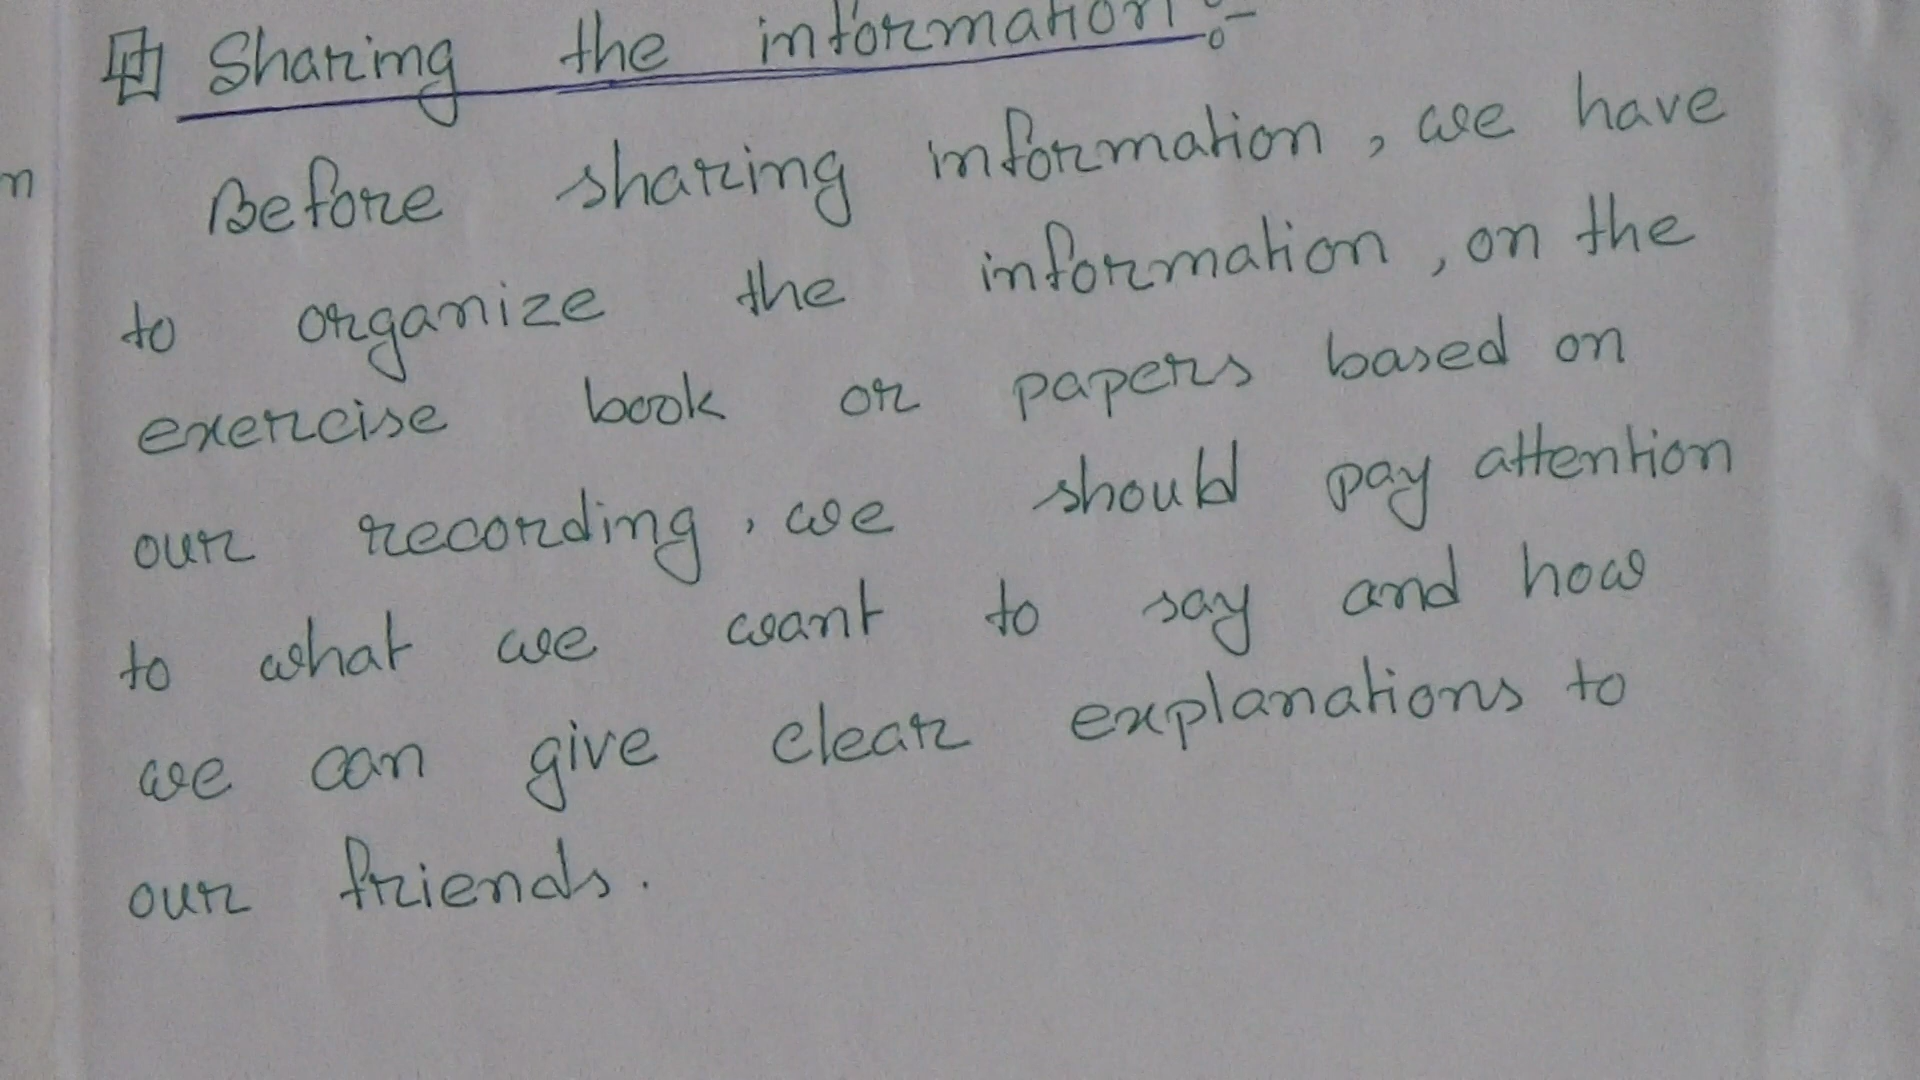 Sharing the information :-
Before sharing information, we have
to organize the information, on the
exercise book or papers based on
our recording, we should pay attention
to what we want to say and how
we can give clear explanations to
our friends.